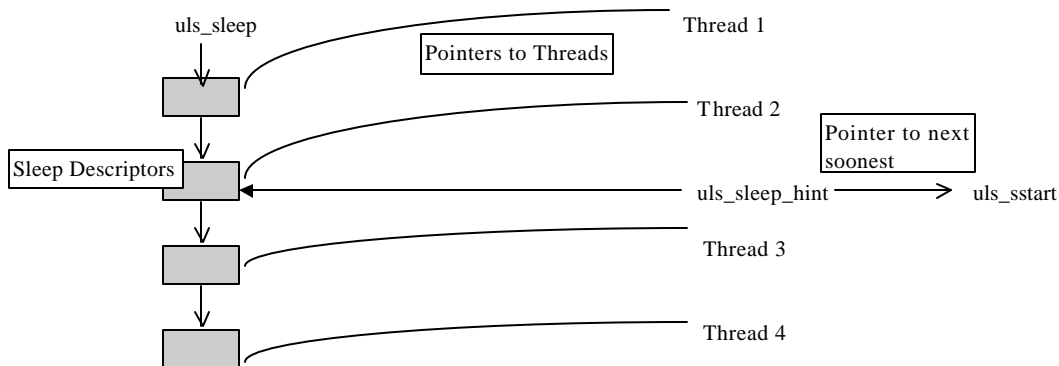 uls_sleep
Thread 1
Pointers to Threads
Thread 2
Pointer to next
soonest
Sleep Descriptors
uls_sleep_hint
uls_sstart
Thread 3
Thread 4